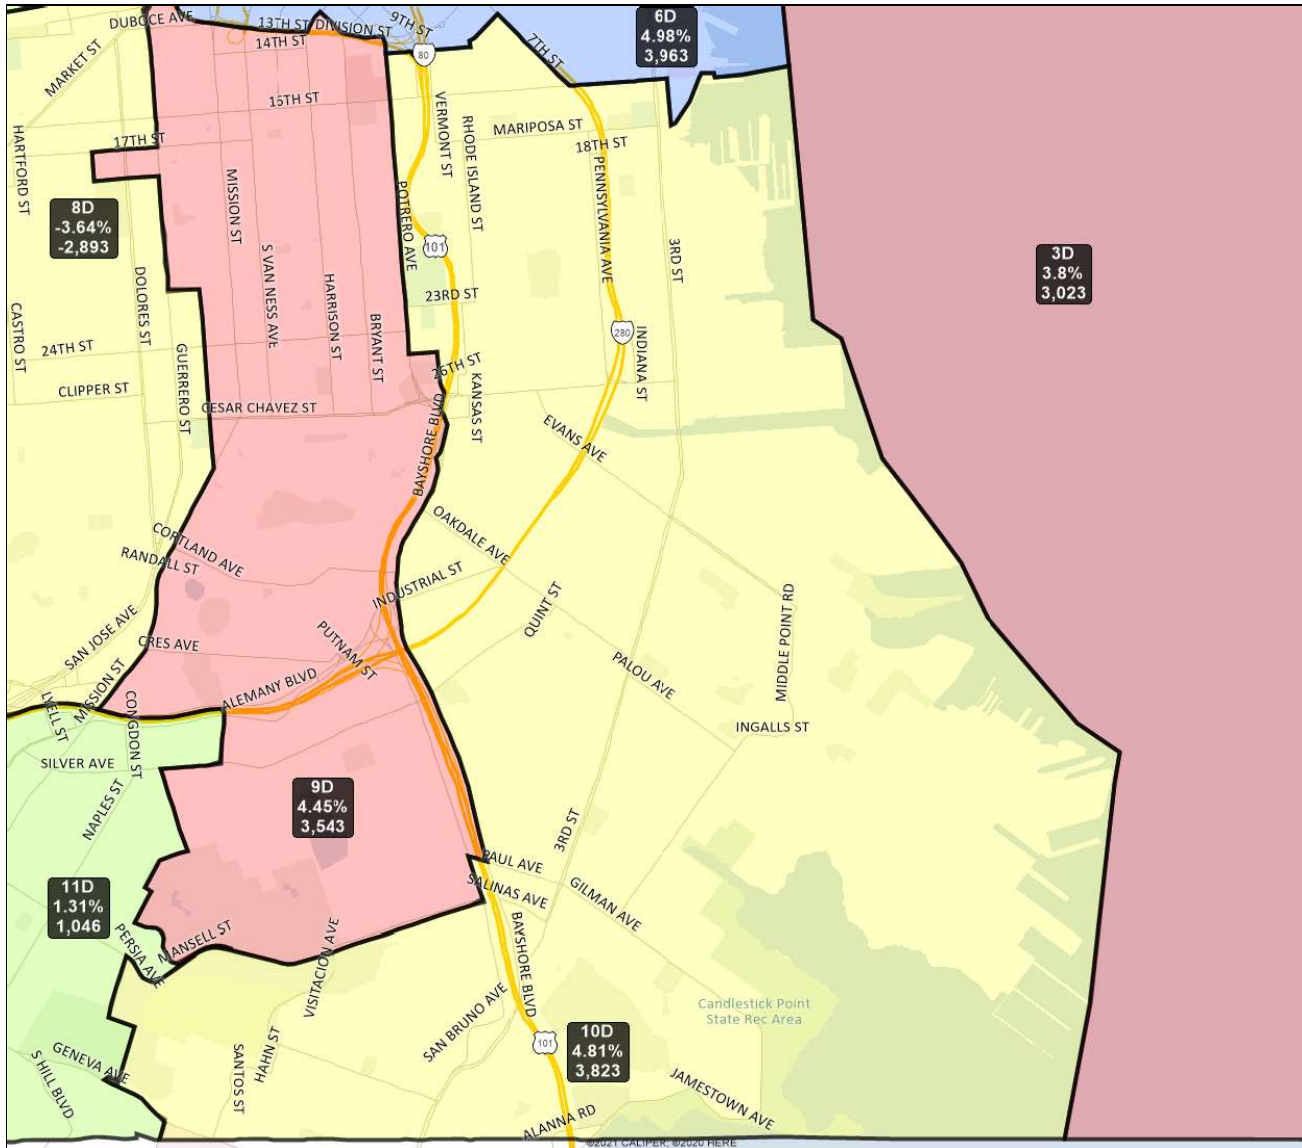 DUBOCE AVE
13TH ST
DIVISION ST
9TH ST
14TH ST
MARKET ST
80
7TH ST
6D
4.98%
3,963
16TH ST
17TH ST
VERMONT ST
RHODE ISLAND ST
MARIPOSA ST
18TH ST
HARTFORD ST
MISSION ST
POTRERO AVE
PENNSYLVANIA AVE
8D
-3.64%
-2,893
101
3RD ST
3D
3.8%
3,023
DOLORES ST
S VAN NESS AVE
HARRISON ST
23RD ST
CASTRO ST
BRYANT ST
280
INDIANA ST
24TH ST
GUERRERO ST
26TH ST
CLIPPER ST
KANSAS ST
CESAR CHAVEZ ST
BAYSHORE BLVD
EVANS AVE
OAKDALE AVE
CORTLAND AVE
RANDALL ST
INDUSTRIAL ST
QUINT ST
MIDDLE POINT RD
SAN JOSE AVE
CRES AVE
PUTNAM ST
PALOU AVE
MISSION ST
ALEMANY BLVD
LYELL ST
CONGDON ST
INGALLS ST
SILVER AVE
NAPLES ST
9D
4.45%
3,543
3RD ST
PAUL AVE
SALINAS AVE
GILMAN AVE
11D
1.31%
1,046
PERSIA AVE
MANSELL ST
VISITACION AVE
BAYSHORE BLVD
SAN BRUNO AVE
Candlestick Point
State Rec Area
10D
4.81%
3,823
101
HAHN ST
SANTOS ST
GENEVA AVE
S HILL BLVD
JAMESTOWN AVE
ALANNA RD
©2021 CALIPER; ©2020 HERE